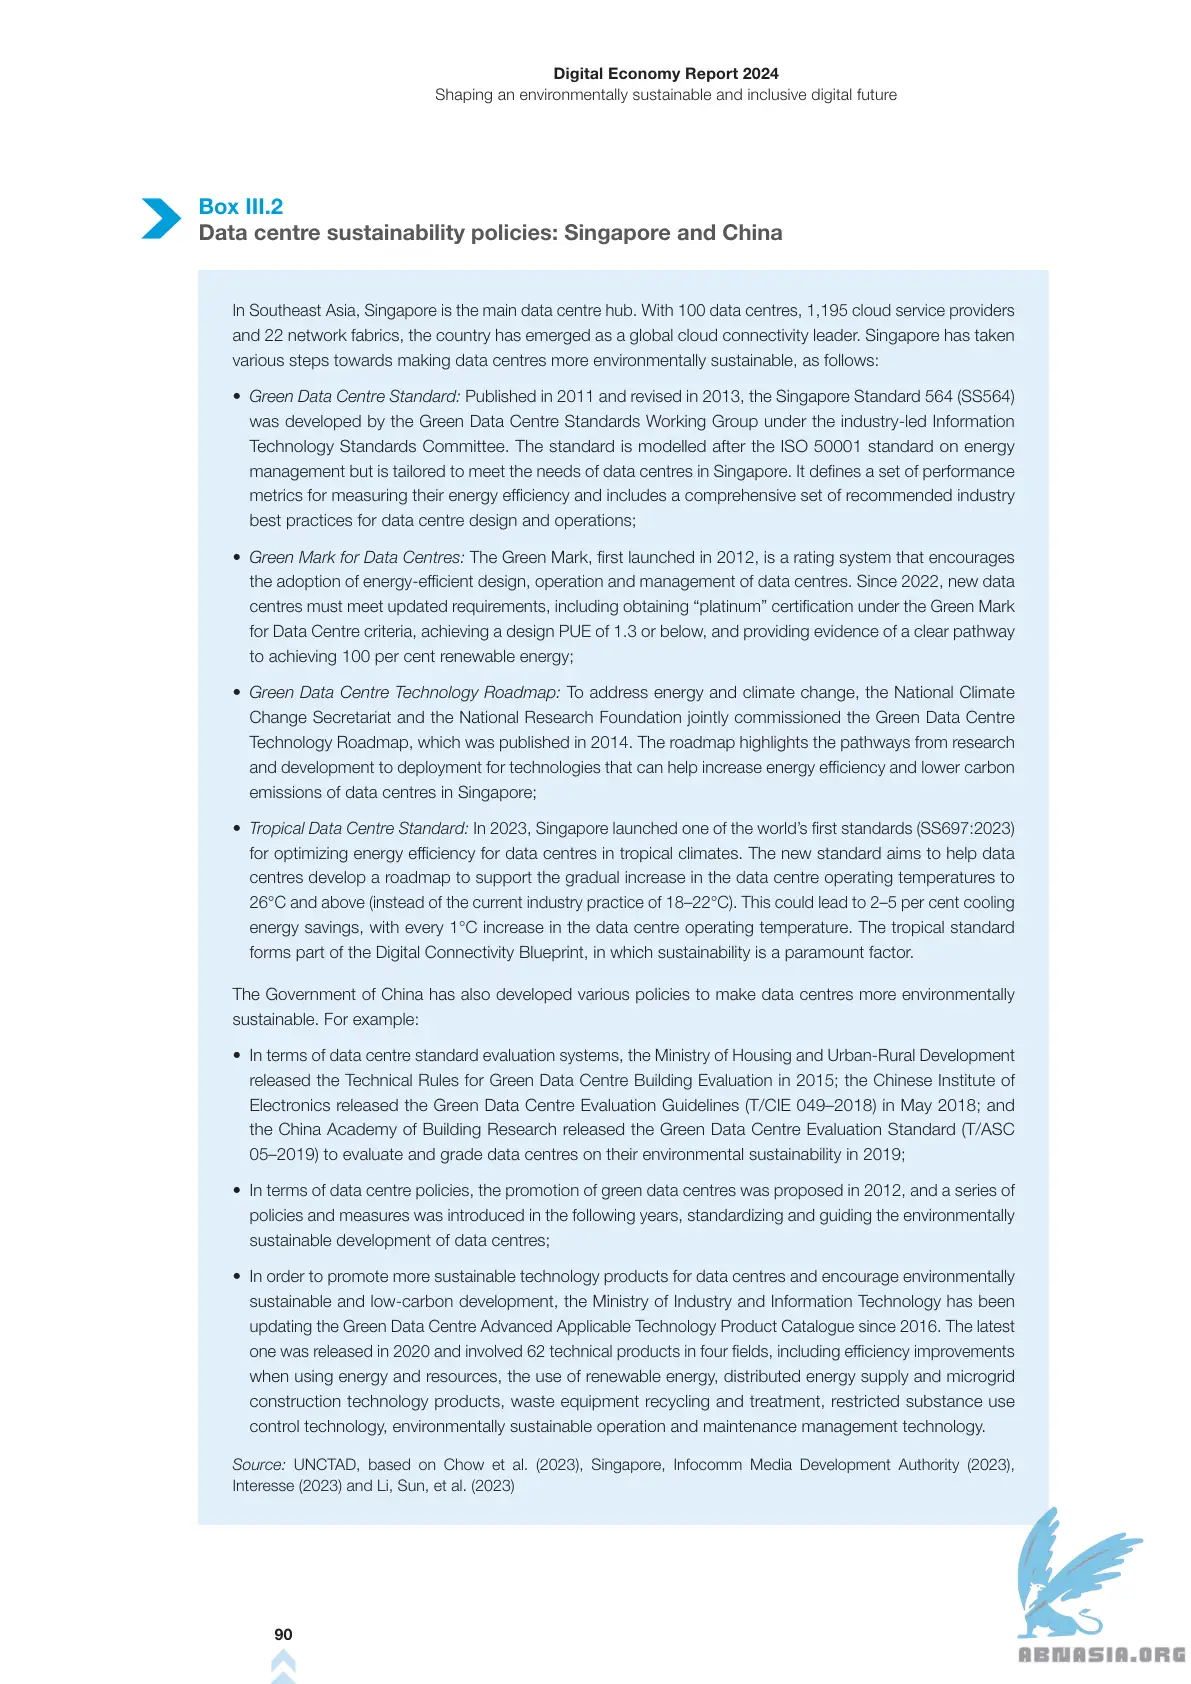 Digital Economy Report 2024
Shaping an environmentally sustainable and inclusive digital future
Box III.2
Data centre sustainability policies: Singapore and China
In Southeast Asia, Singapore is the main data centre hub. With 100 data centres, 1,195 cloud service providers
and 22 network fabrics, the country has emerged as a global cloud connectivity leader. Singapore has taken
various steps towards making data centres more environmentally sustainable, as follows:
• Green Data Centre Standard: Published in 2011 and revised in 2013, the Singapore Standard 564 (SS564)
was developed by the Green Data Centre Standards Working Group under the industry-led Information
Technology Standards Committee. The standard is modelled after the ISO 50001 standard on energy
management but is tailored to meet the needs of data centres in Singapore. It defines a set of performance
metrics for measuring their energy efficiency and includes a comprehensive set of recommended industry
best practices for data centre design and operations;
• Green Mark for Data Centres: The Green Mark, first launched in 2012, is a rating system that encourages
the adoption of energy-efficient design, operation and management of data centres. Since 2022, new data
centres must meet updated requirements, including obtaining “platinum” certification under the Green Mark
for Data Centre criteria, achieving a design PUE of 1.3 or below, and providing evidence of a clear pathway
to achieving 100 per cent renewable energy;
• Green Data Centre Technology Roadmap: To address energy and climate change, the National Climate
Change Secretariat and the National Research Foundation jointly commissioned the Green Data Centre
Technology Roadmap, which was published in 2014. The roadmap highlights the pathways from research
and development to deployment for technologies that can help increase energy efficiency and lower carbon
emissions of data centres in Singapore;
• Tropical Data Centre Standard: In 2023, Singapore launched one of the world’s first standards (SS697:2023)
for optimizing energy efficiency for data centres in tropical climates. The new standard aims to help data
centres develop a roadmap to support the gradual increase in the data centre operating temperatures to
26°C and above (instead of the current industry practice of 18–22°C). This could lead to 2–5 per cent cooling
energy savings, with every 1°C increase in the data centre operating temperature. The tropical standard
forms part of the Digital Connectivity Blueprint, in which sustainability is a paramount factor.
The Government of China has also developed various policies to make data centres more environmentally
sustainable. For example:
• In terms of data centre standard evaluation systems, the Ministry of Housing and Urban-Rural Development
released the Technical Rules for Green Data Centre Building Evaluation in 2015; the Chinese Institute of
Electronics released the Green Data Centre Evaluation Guidelines (T/CIE 049–2018) in May 2018; and
the China Academy of Building Research released the Green Data Centre Evaluation Standard (T/ASC
05–2019) to evaluate and grade data centres on their environmental sustainability in 2019;
• In terms of data centre policies, the promotion of green data centres was proposed in 2012, and a series of
policies and measures was introduced in the following years, standardizing and guiding the environmentally
sustainable development of data centres;
• In order to promote more sustainable technology products for data centres and encourage environmentally
sustainable and low-carbon development, the Ministry of Industry and Information Technology has been
updating the Green Data Centre Advanced Applicable Technology Product Catalogue since 2016. The latest
one was released in 2020 and involved 62 technical products in four fields, including efficiency improvements
when using energy and resources, the use of renewable energy, distributed energy supply and microgrid
construction technology products, waste equipment recycling and treatment, restricted substance use
control technology, environmentally sustainable operation and maintenance management technology.
Source: UNCTAD, based on Chow et al. (2023), Singapore, Infocomm Media Development Authority (2023),
Interesse (2023) and Li, Sun, et al. (2023)
90
ABNASIA.ORG